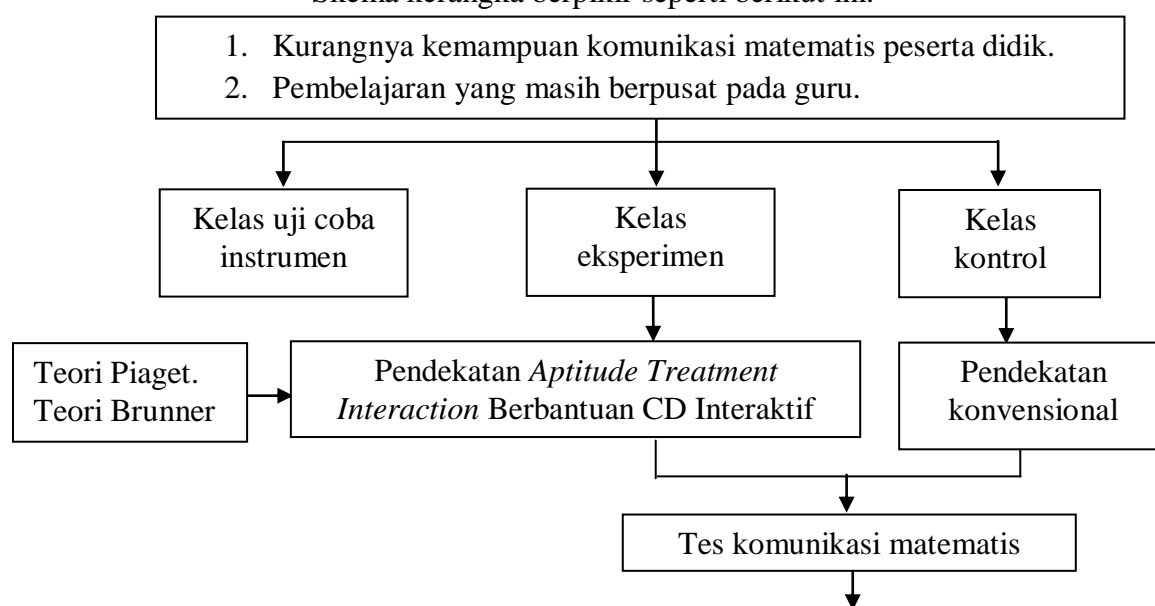 Skema kerangka berpikir seperti berikut ini:
1. Kurangnya kemampuan komunikasi matematis peserta didik.
2. Pembelajaran yang masih berpusat pada guru.
Kelas uji coba
instrumen
Kelas
eksperimen
Kelas
kontrol
Teori Piaget.
Teori Brunner
Pendekatan Aptitude Treatment
Interaction Berbantuan CD Interaktif
Pendekatan
konvensional
Tes komunikasi matematis